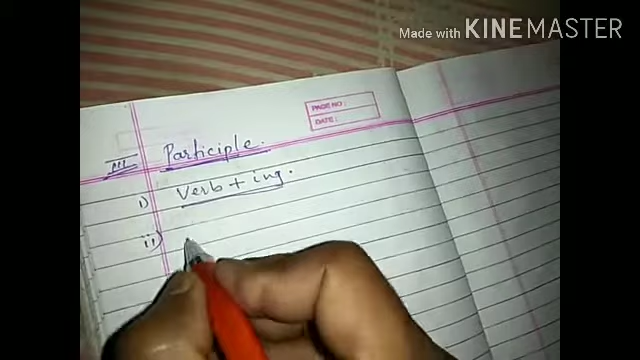 Made with KINEMASTER
PAGE NO :
DATE :
III Participle.
i) Verb + ing.
ii)